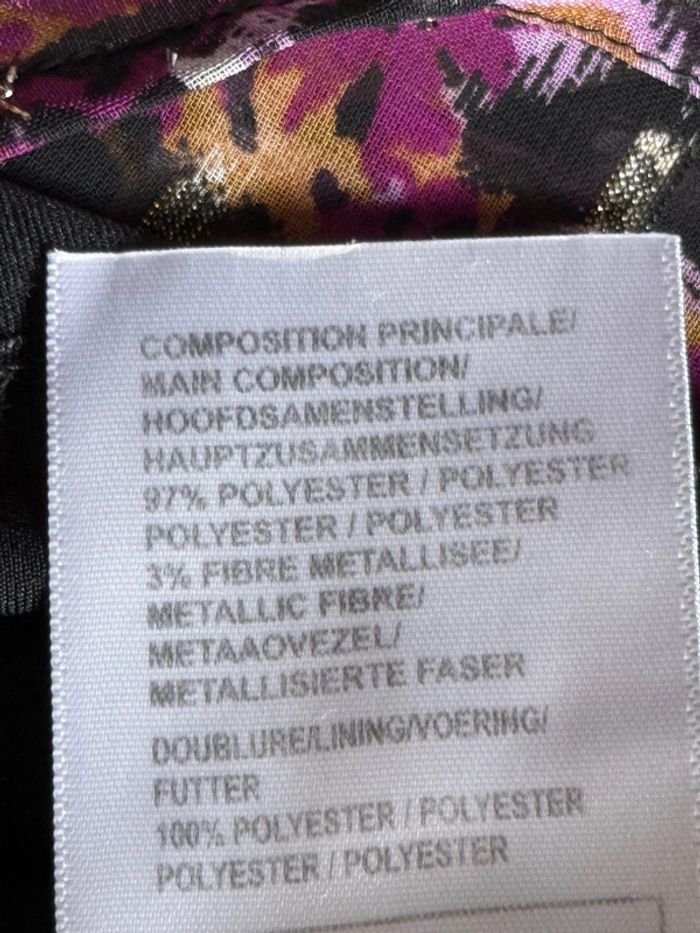 COMPOSITION PRINCIPALE/
MAIN COMPOSITION/
HOOFDSAMENSTELLING/
HAUPTZUSAMMENSETZUNG
97% POLYESTER / POLYESTER
POLYESTER / POLYESTER
3% FIBRE METALLISEE/
METALLIC FIBRE/
METAAOVEZEL/
METALLISIERTE FASER
DOUBLURE/LINING/VOERING/
FUTTER
100% POLYESTER / POLYESTER
POLYESTER / POLYESTER